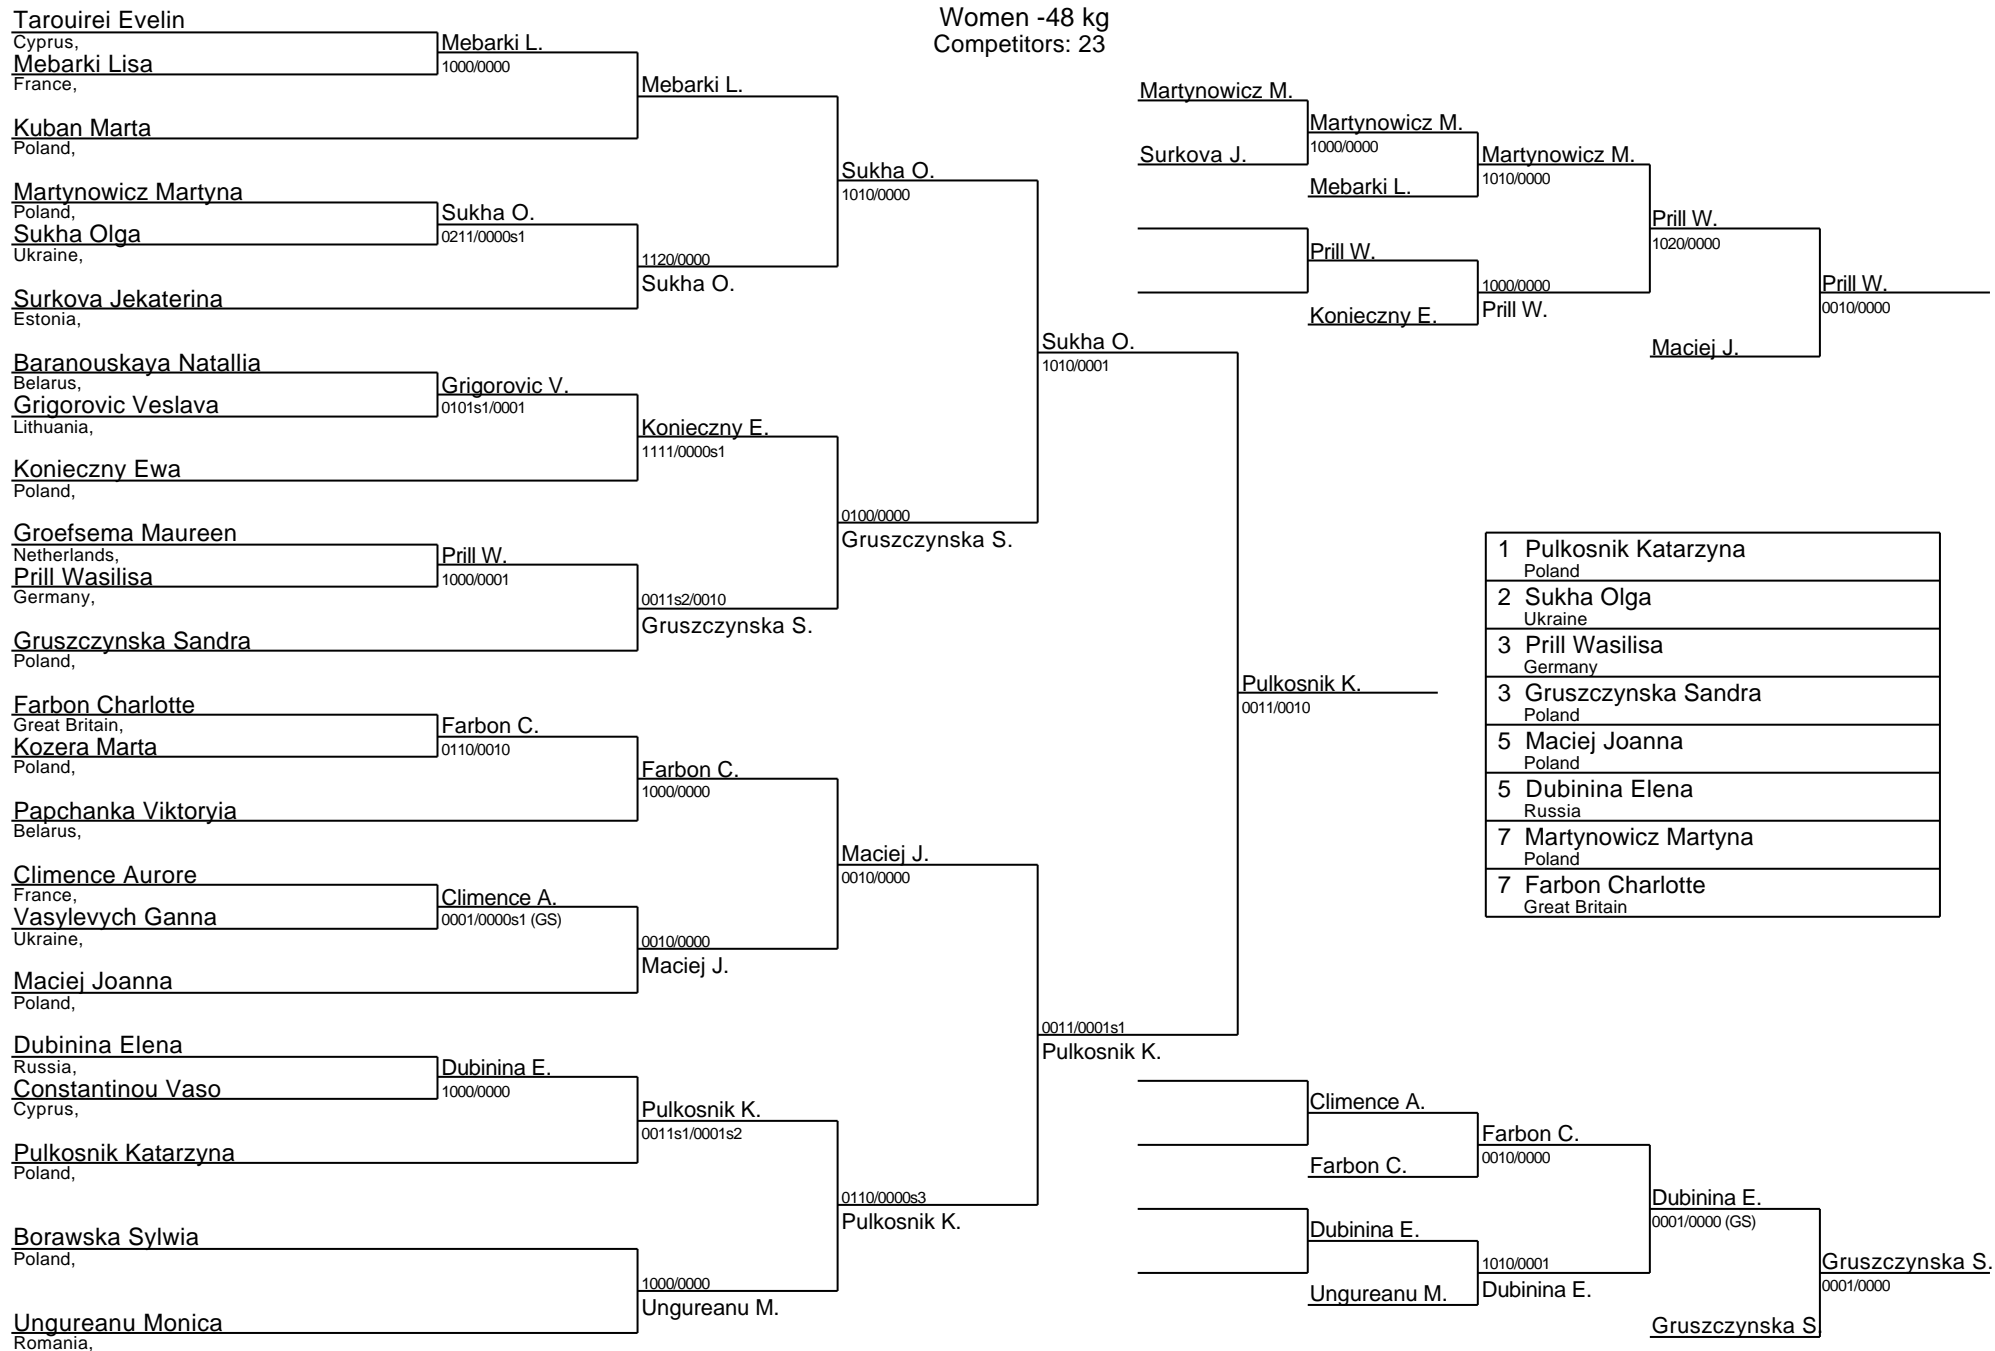 Women -48 kg
Competitors: 23
Tarouirei Evelin
Cyprus,
Mebarki Lisa
France,
Kuban Marta
Poland,
Martynowicz Martyna
Poland,
Sukha Olga
Ukraine,
Surkova Jekaterina
Estonia,
Baranouskaya Natallia
Belarus,
Grigorovic Veslava
Lithuania,
Konieczny Ewa
Poland,
Groefsema Maureen
Netherlands,
Prill Wasilisa
Germany,
Gruszczynska Sandra
Poland,
Farbon Charlotte
Great Britain,
Kozera Marta
Poland,
Papchanka Viktoryia
Belarus,
Climence Aurore
France,
Vasylevych Ganna
Ukraine,
Maciej Joanna
Poland,
Dubinina Elena
Russia,
Constantinou Vaso
Cyprus,
Pulkosnik Katarzyna
Poland,
Borawska Sylwia
Poland,
Ungureanu Monica
Romania,
Mebarki L.
1000/0000
Sukha O.
0211/0000s1
Grigorovic V.
0101s1/0001
Prill W.
1000/0001
Farbon C.
0110/0010
Climence A.
0001/0000s1 (GS)
Dubinina E.
1000/0000
Mebarki L.
1120/0000
Sukha O.
Konieczny E.
1111/0000s1
0011s2/0010
Gruszczynska S.
Farbon C.
1000/0000
0010/0000
Maciej J.
Pulkosnik K.
0011s1/0001s2
1000/0000
Ungureanu M.
Sukha O.
1010/0000
0100/0000
Gruszczynska S.
Maciej J.
0010/0000
0110/0000s3
Pulkosnik K.
Sukha O.
1010/0001
0011/0001s1
Pulkosnik K.
Pulkosnik K.
0011/0010
Martynowicz M.
Surkova J.
Martynowicz M.
1000/0000
Mebarki L.
Prill W.
Konieczny E.
Martynowicz M.
1010/0000
1000/0000
Prill W.
Prill W.
1020/0000
Maciej J.
Prill W.
0010/0000
1 Pulkosnik Katarzyna
Poland
2 Sukha Olga
Ukraine
3 Prill Wasilisa
Germany
3 Gruszczynska Sandra
Poland
5 Maciej Joanna
Poland
5 Dubinina Elena
Russia
7 Martynowicz Martyna
Poland
7 Farbon Charlotte
Great Britain
Climence A.
Farbon C.
Dubinina E.
Ungureanu M.
Farbon C.
0010/0000
1010/0001
Dubinina E.
Dubinina E.
0001/0000 (GS)
Gruszczynska S.
Gruszczynska S.
0001/0000